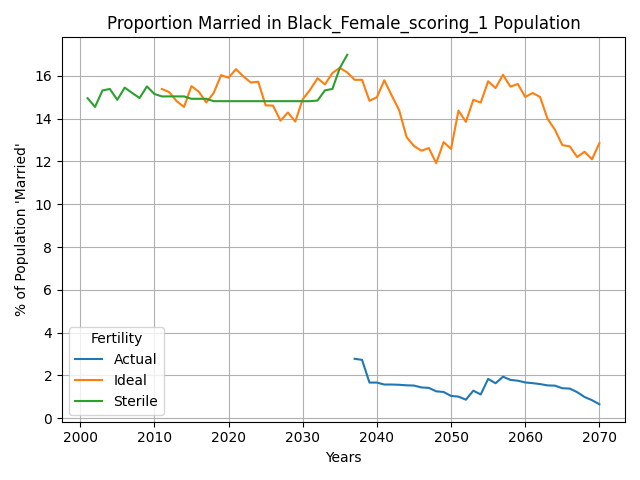 Proportion Married in Black_Female_scoring_1 Population
% of Population 'Married'
16
14
12
10
8
6
4
2
0
Fertility
Actual
Ideal
Sterile
2000 2010 2020 2030 2040 2050 2060 2070
Years